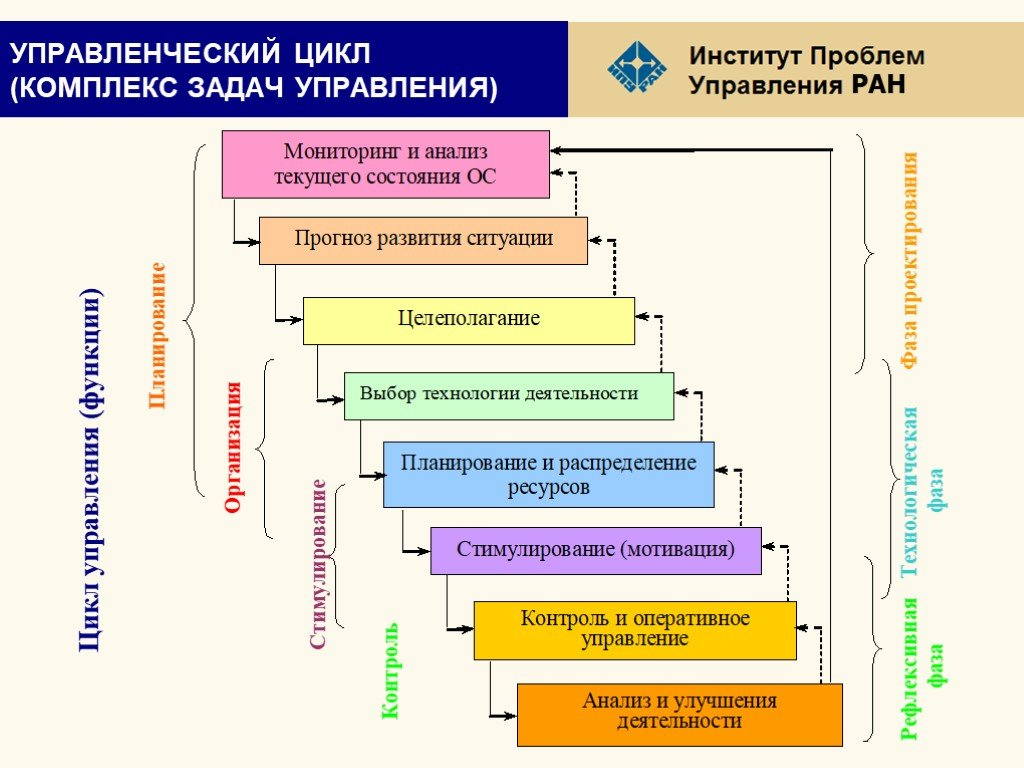 УПРАВЛЕНЧЕСКИЙ ЦИКЛ
(КОМПЛЕКС ЗАДАЧ УПРАВЛЕНИЯ)
Институт Проблем
Управления РАН
Мониторинг и анализ
текущего состояния ОС
Прогноз развития ситуации
Целеполагание
Выбор технологии деятельности
Планирование и распределение
ресурсов
Стимулирование (мотивация)
Контроль и оперативное
управление
Анализ и улучшения
деятельности
Цикл управления (функции)
Планирование
Организация
Стимулирование
Контроль
Фаза проектирования
Технологическая
фаза
Рефлексивная
фаза